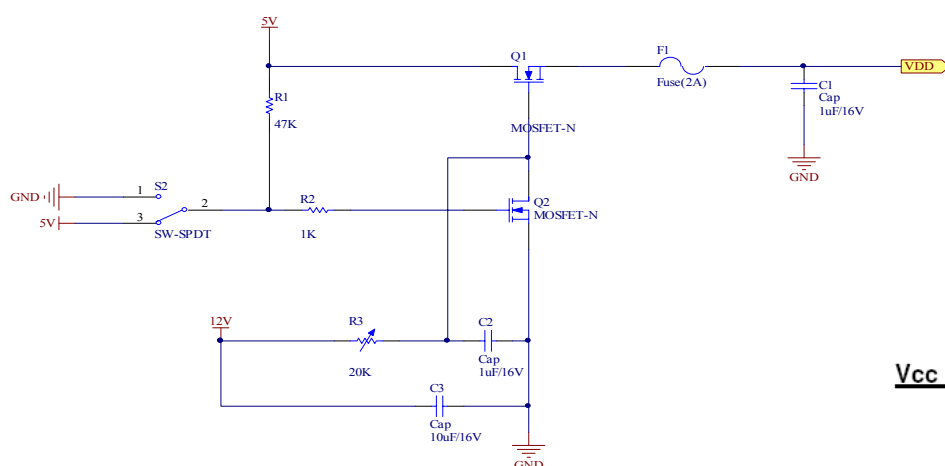 5V
Q1
F1
VDD
Fuse(2A)
C1
Cap
1uF/16V
R1
47K
MOSFET-N
GND
GND
1
S2
2
3
5V
SW-SPDT
R2
1K
Q2
MOSFET-N
12V
R3
20K
C2
Cap
1uF/16V
C3
Cap
10uF/16V
Vcc
GND